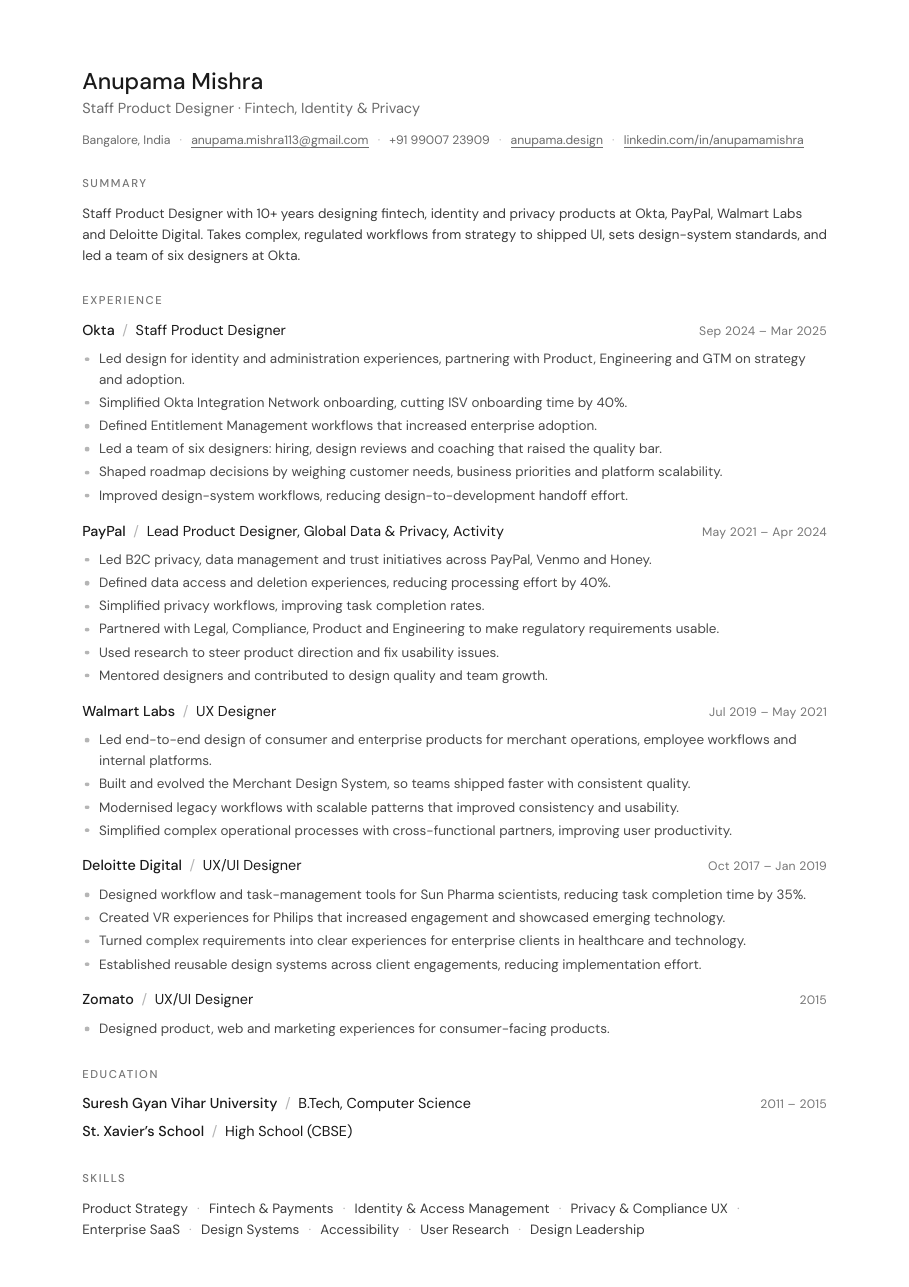 Anupama Mishra
Staff Product Designer · Fintech, Identity & Privacy
Bangalore, India · anupama.mishra113@gmail.com · +91 99007 23909 · anupama.design · linkedin.com/in/anupamamishra
SUMMARY
Staff Product Designer with 10+ years designing fintech, identity and privacy products at Okta, PayPal, Walmart Labs
and Deloitte Digital. Takes complex, regulated workflows from strategy to shipped UI, sets design-system standards, and
led a team of six designers at Okta.
EXPERIENCE
Okta / Staff Product Designer Sep 2024 – Mar 2025
• Led design for identity and administration experiences, partnering with Product, Engineering and GTM on strategy
and adoption.
• Simplified Okta Integration Network onboarding, cutting ISV onboarding time by 40%.
• Defined Entitlement Management workflows that increased enterprise adoption.
• Led a team of six designers: hiring, design reviews and coaching that raised the quality bar.
• Shaped roadmap decisions by weighing customer needs, business priorities and platform scalability.
• Improved design-system workflows, reducing design-to-development handoff effort.
PayPal / Lead Product Designer, Global Data & Privacy, Activity May 2021 – Apr 2024
• Led B2C privacy, data management and trust initiatives across PayPal, Venmo and Honey.
• Defined data access and deletion experiences, reducing processing effort by 40%.
• Simplified privacy workflows, improving task completion rates.
• Partnered with Legal, Compliance, Product and Engineering to make regulatory requirements usable.
• Used research to steer product direction and fix usability issues.
• Mentored designers and contributed to design quality and team growth.
Walmart Labs / UX Designer Jul 2019 – May 2021
• Led end-to-end design of consumer and enterprise products for merchant operations, employee workflows and
internal platforms.
• Built and evolved the Merchant Design System, so teams shipped faster with consistent quality.
• Modernised legacy workflows with scalable patterns that improved consistency and usability.
• Simplified complex operational processes with cross-functional partners, improving user productivity.
Deloitte Digital / UX/UI Designer Oct 2017 – Jan 2019
• Designed workflow and task-management tools for Sun Pharma scientists, reducing task completion time by 35%.
• Created VR experiences for Philips that increased engagement and showcased emerging technology.
• Turned complex requirements into clear experiences for enterprise clients in healthcare and technology.
• Established reusable design systems across client engagements, reducing implementation effort.
Zomato / UX/UI Designer 2015
• Designed product, web and marketing experiences for consumer-facing products.
EDUCATION
Suresh Gyan Vihar University / B.Tech, Computer Science 2011 – 2015
St. Xavier’s School / High School (CBSE)
SKILLS
Product Strategy · Fintech & Payments · Identity & Access Management · Privacy & Compliance UX ·
Enterprise SaaS · Design Systems · Accessibility · User Research · Design Leadership